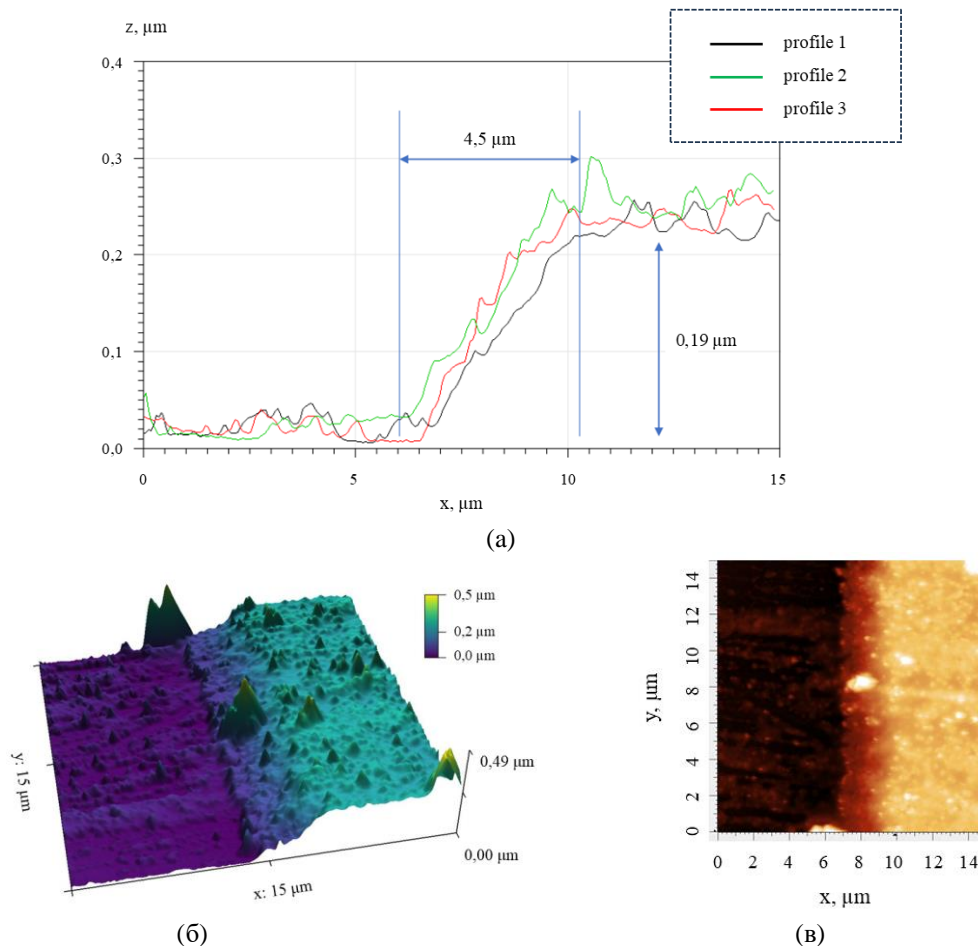 z, μm
profile 1
profile 2
profile 3
0,4
0,3
0,2
0,1
0,0
4,5 μm
0,19 μm
0 5 10 15
x, μm
(а)
0,5 μm
0,2 μm
0,0 μm
y: 15 μm
x: 15 μm
0,49 μm
0,00 μm
(б)
y, μm
14
12
10
8
6
4
2
0
0 2 4 6 8 10 12 14
x, μm
(в)